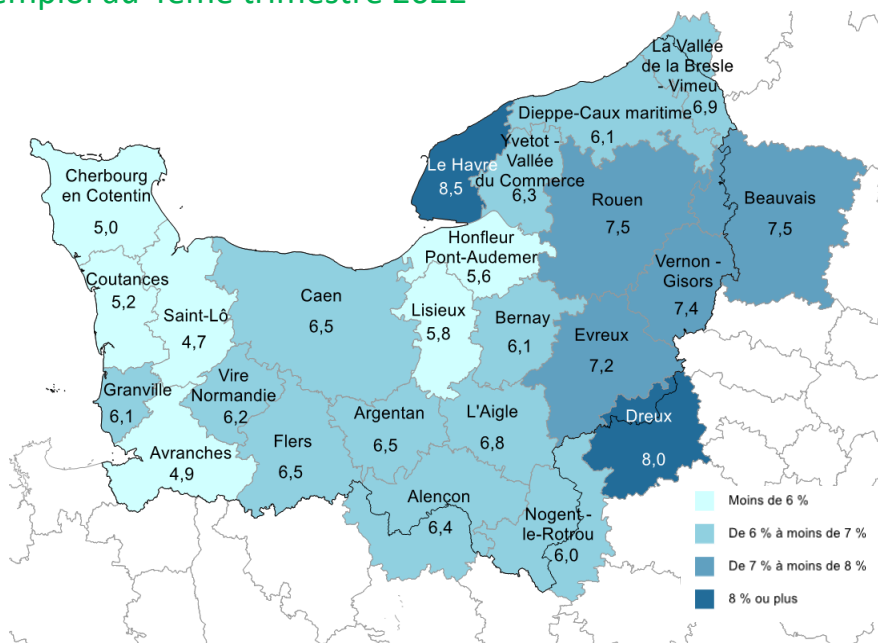 emploi au 4ème trimestre 2022
La Vallée
de la Bresle
- Vimeu
6,9
Dieppe-Caux maritime
6,1
Yvetot -
Vallée
du Commerce
6,3
Le Havre
8,5
Cherbourg
en Cotentin
5,0
Rouen
7,5
Beauvais
7,5
Honfleur
Pont-Audemer
5,6
Vernon -
Gisors
7,4
Coutances
5,2
Saint-Lô
4,7
Caen
6,5
Lisieux
5,8
Bernay
6,1
Evreux
7,2
Granville
6,1
Vire
Normandie
6,2
Argentan
6,5
L'Aigle
6,8
Dreux
8,0
Flers
6,5
Avranches
4,9
Alençon
6,4
Nogent -
le-Rotrou
6,0
Moins de 6 %
De 6 % à moins de 7 %
De 7 % à moins de 8 %
8 % ou plus